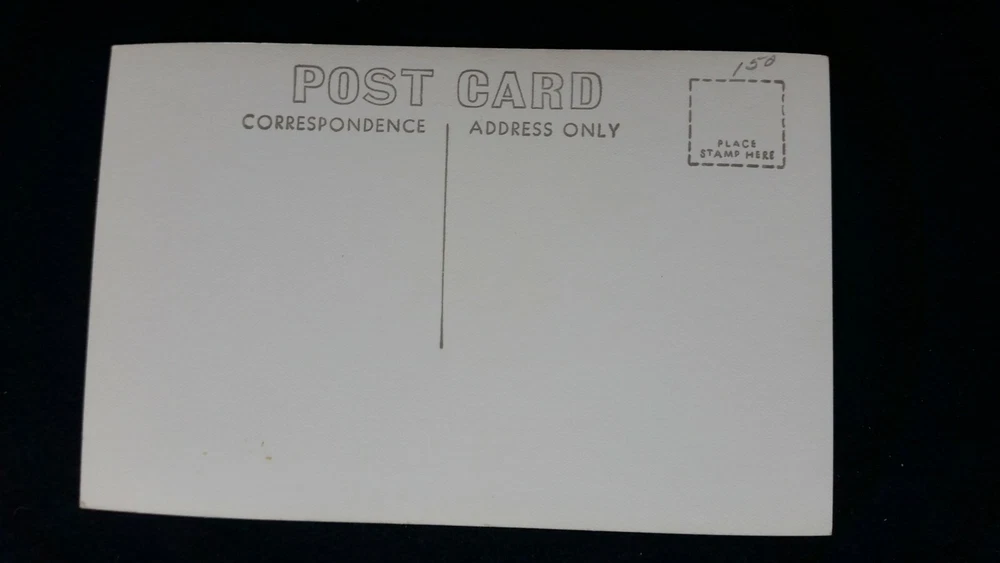 150
POST CARD
CORRESPONDENCE
ADDRESS ONLY
PLACE
STAMP HERE